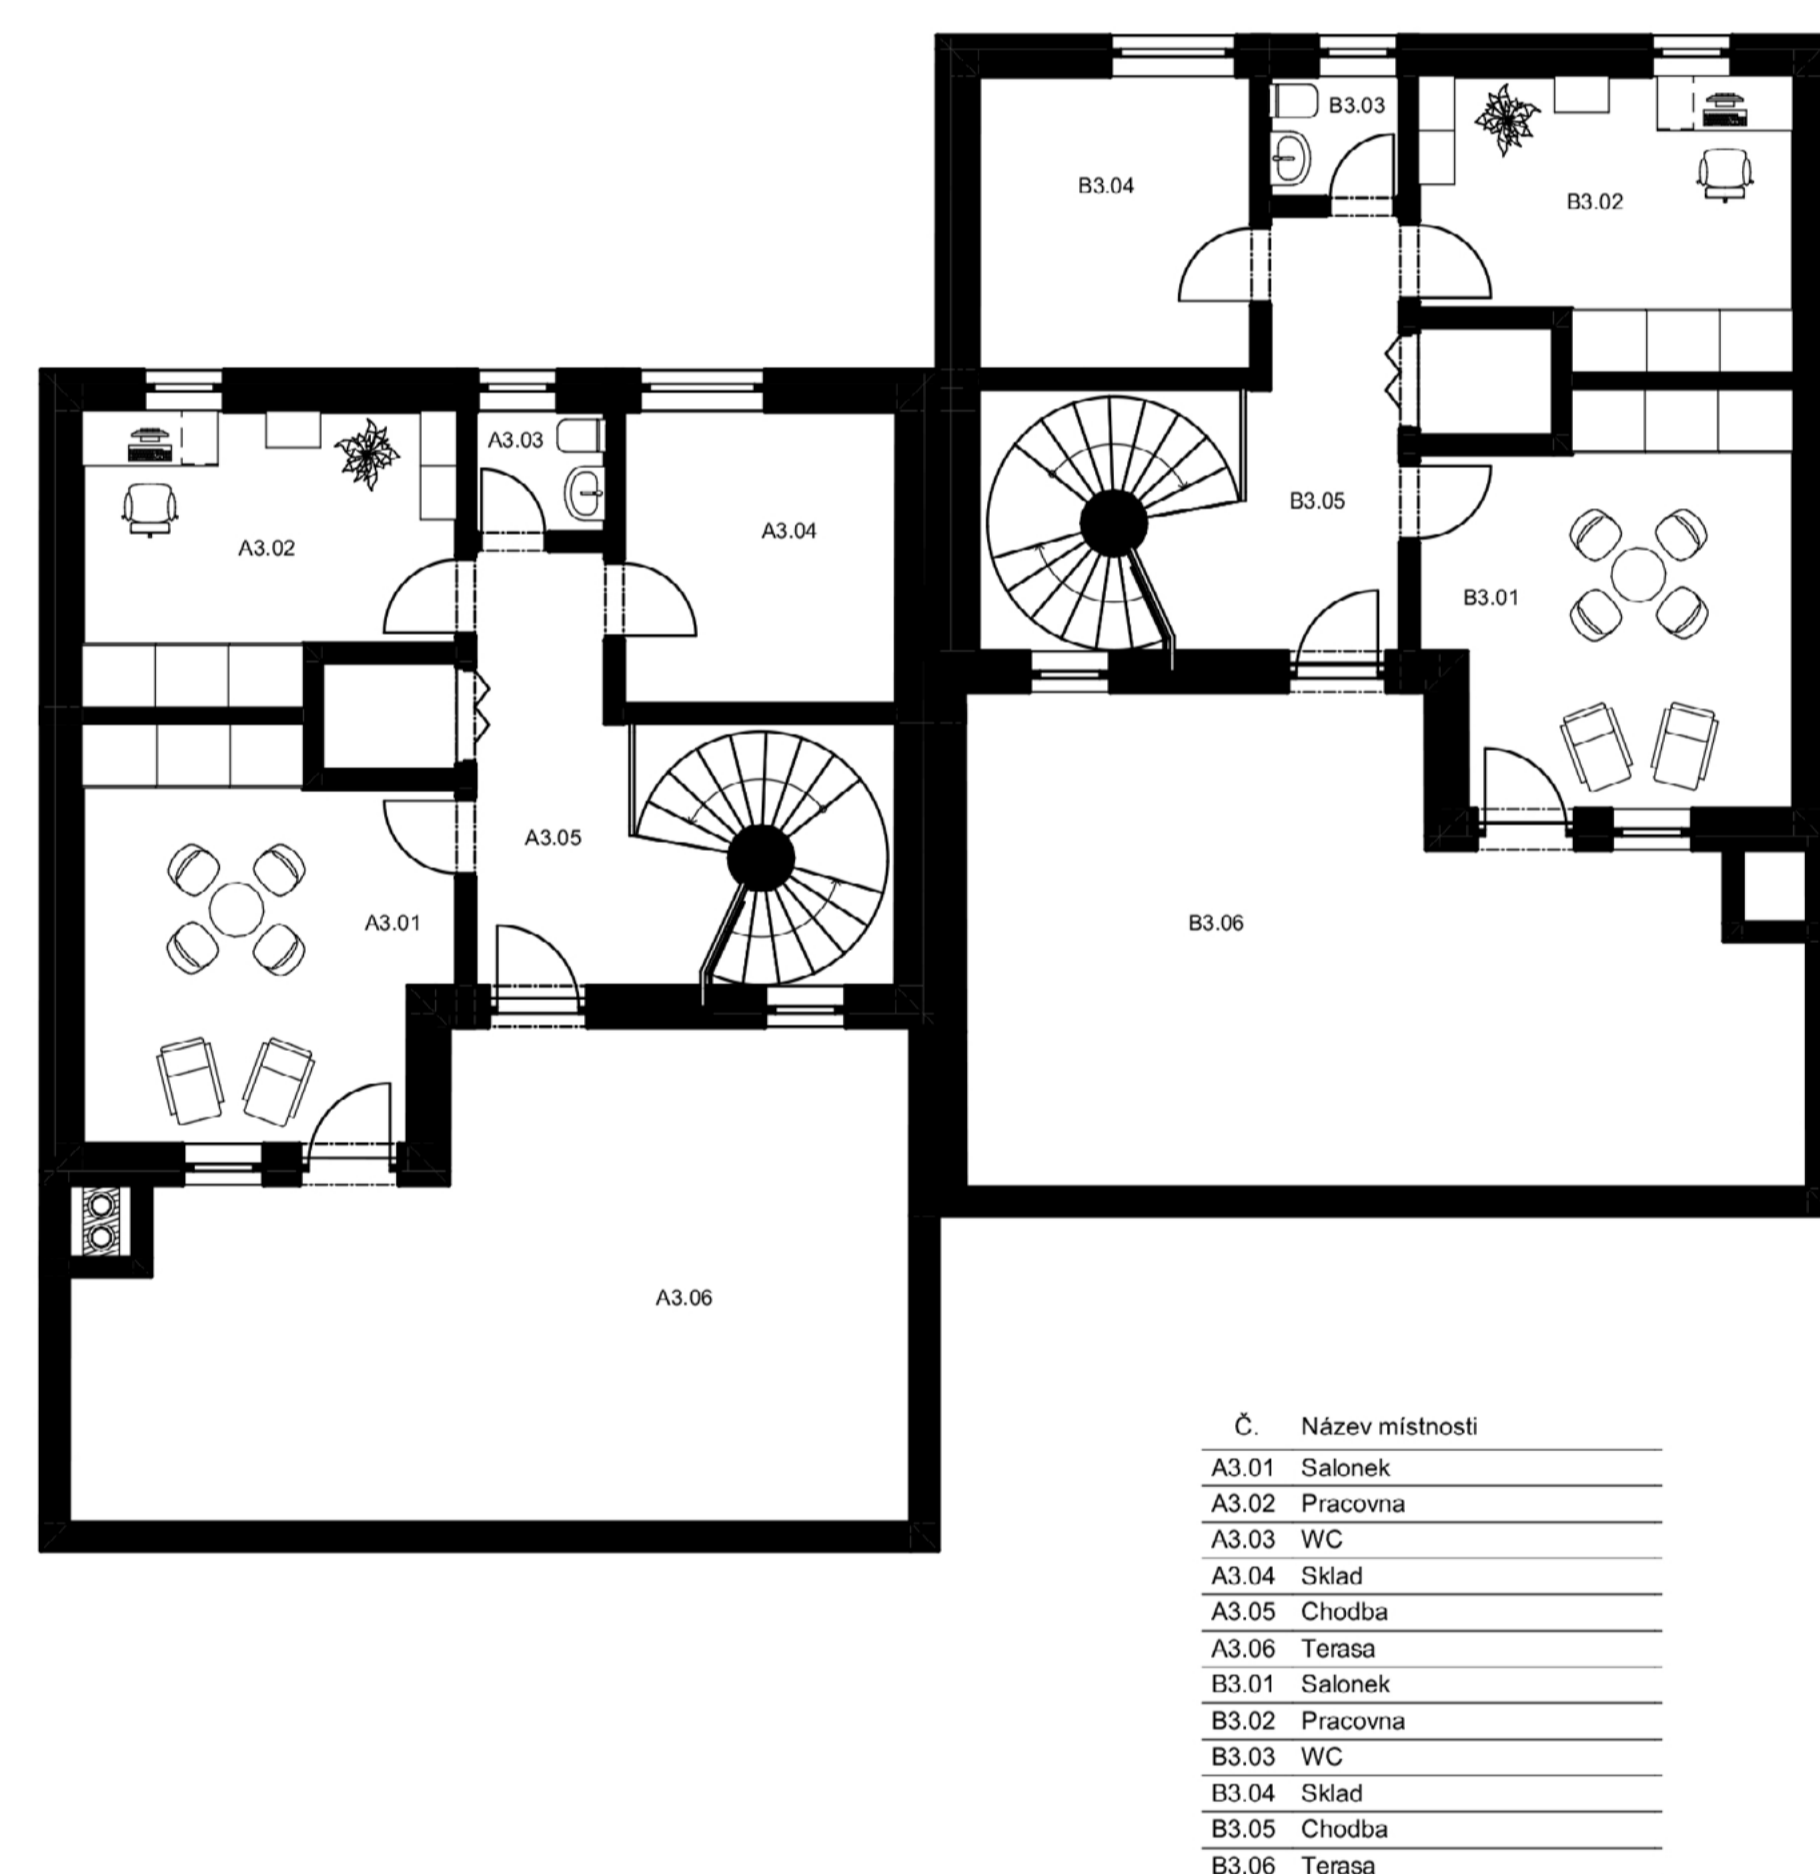 B3.03
B3.04
B3.02
A3.03
B3.05
A3.04
A3.02
B3.01
A3.05
A3.01
B3.06
A3.06
Č. Název místnosti
A3.01 Salonek
A3.02 Pracovna
A3.03 WC
A3.04 Sklad
A3.05 Chodba
A3.06 Terasa
B3.01 Salonek
B3.02 Pracovna
B3.03 WC
B3.04 Sklad
B3.05 Chodba
B3.06 Terasa